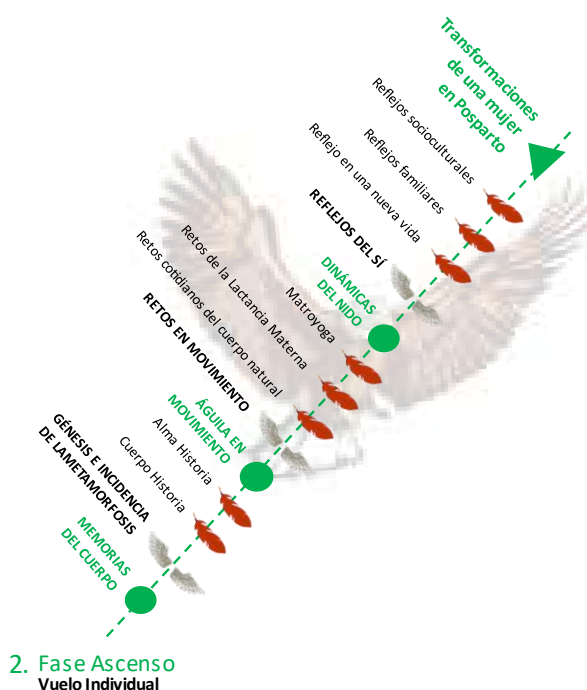 Transformaciones
de una mujer
en Posparto
Reflejos socioculturales
Reflejos familiares
Reflejo en una nueva vida
REFLEJOS DEL SÍ
DINÁMICAS
DEL NIDO
Matroyoga
Retos de la Lactancia Materna
Retos cotidianos del cuerpo natural
RETOS EN MOVIMIENTO
ÁGUILA EN
MOVIMIENTO
Alma Historia
Cuerpo Historia
GÉNESIS E INCIDENCIA
DE LAMETAMORFOSIS
MEMORIAS
DEL CUERPO
2. Fase Ascenso
Vuelo Individual